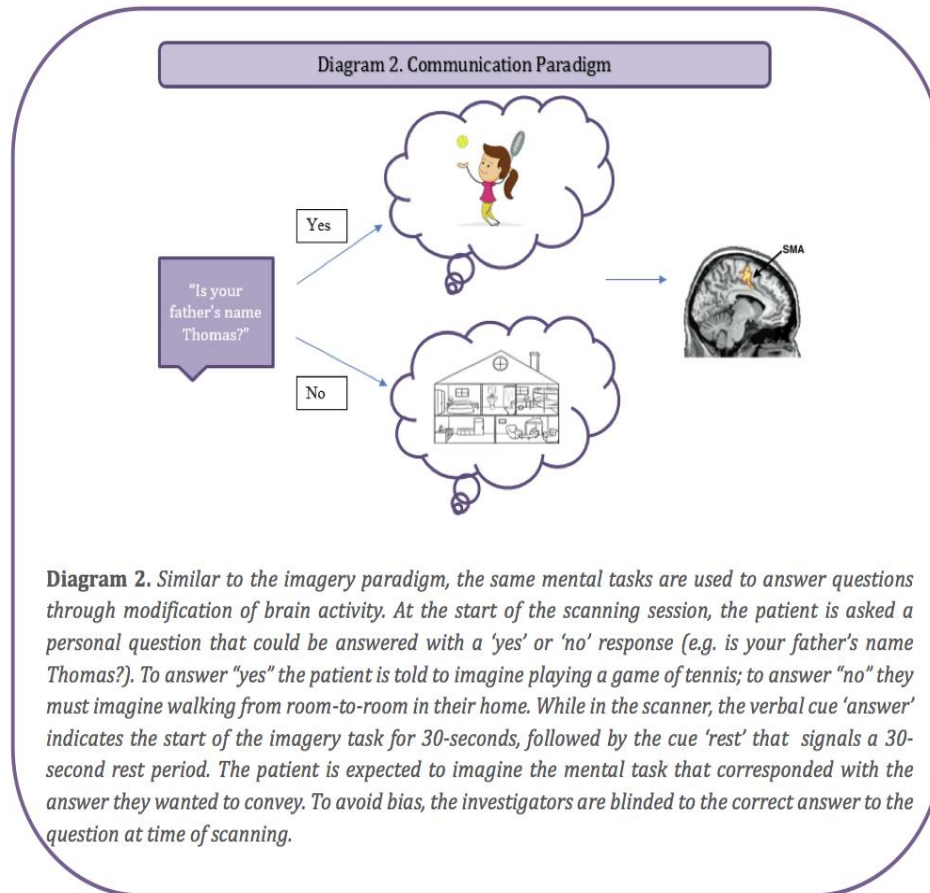 Diagram 2. Communication Paradigm
Yes
SMA
“Is your
father’s name
Thomas?”
No
Diagram 2. Similar to the imagery paradigm, the same mental tasks are used to answer questions
through modification of brain activity. At the start of the scanning session, the patient is asked a
personal question that could be answered with a ‘yes’ or ‘no’ response (e.g. is your father’s name
Thomas?). To answer “yes” the patient is told to imagine playing a game of tennis; to answer “no” they
must imagine walking from room-to-room in their home. While in the scanner, the verbal cue ‘answer’
indicates the start of the imagery task for 30-seconds, followed by the cue ‘rest’ that signals a 30-
second rest period. The patient is expected to imagine the mental task that corresponded with the
answer they wanted to convey. To avoid bias, the investigators are blinded to the correct answer to the
question at time of scanning.